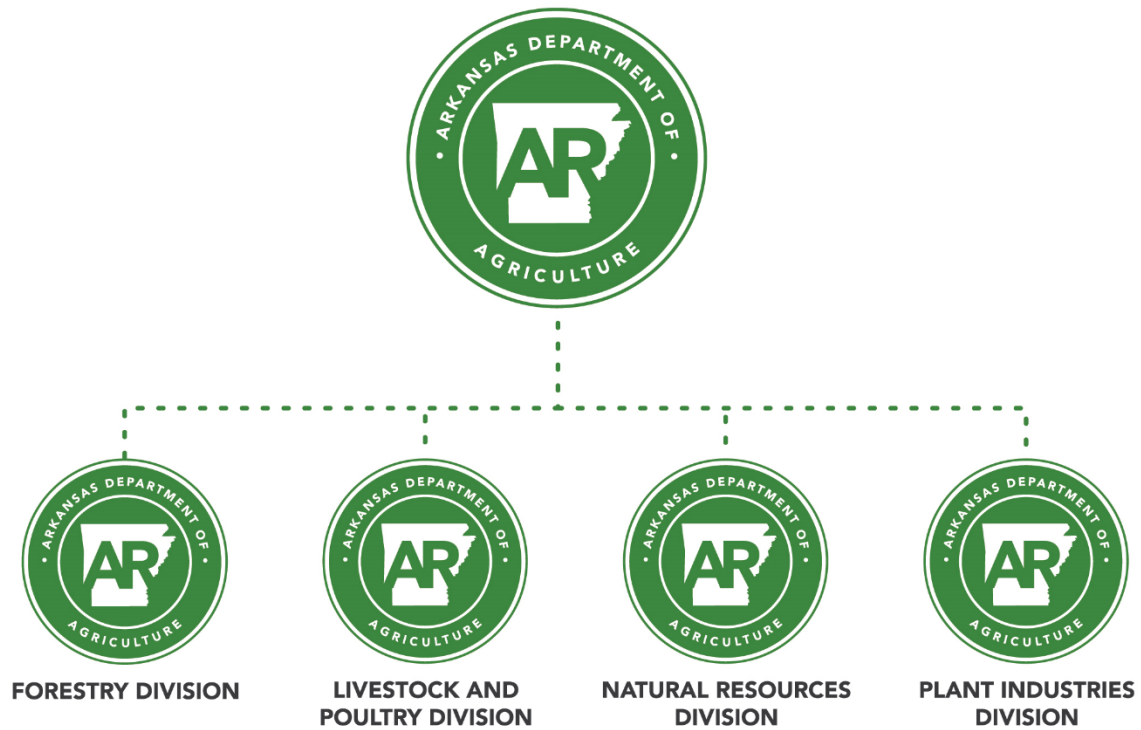 ARKANSAS DEPARTMENT OF
AR
AGRICULTURE
ARKANSAS DEPARTMENT OF
AR
AGRICULTURE
FORESTRY DIVISION
ARKANSAS DEPARTMENT OF
AR
AGRICULTURE
LIVESTOCK AND
POULTRY DIVISION
ARKANSAS DEPARTMENT OF
AR
AGRICULTURE
NATURAL RESOURCES
DIVISION
ARKANSAS DEPARTMENT OF
AR
AGRICULTURE
PLANT INDUSTRIES
DIVISION